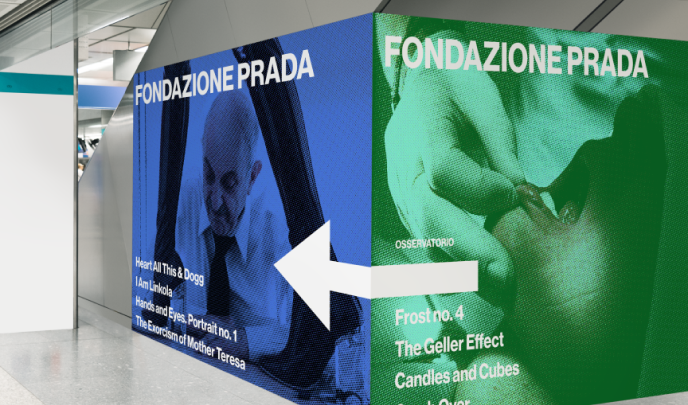 FONDAZIONE PRADA
Heart All This & Dogg
I Am Linkola
Hands and Eyes. Portrait no. 1
The Exorcism of Mother Teresa
FONDAZIONE PRADA
OSSERVATORIO
Frost no. 4
The Geller Effect
Candles and Cubes
Over